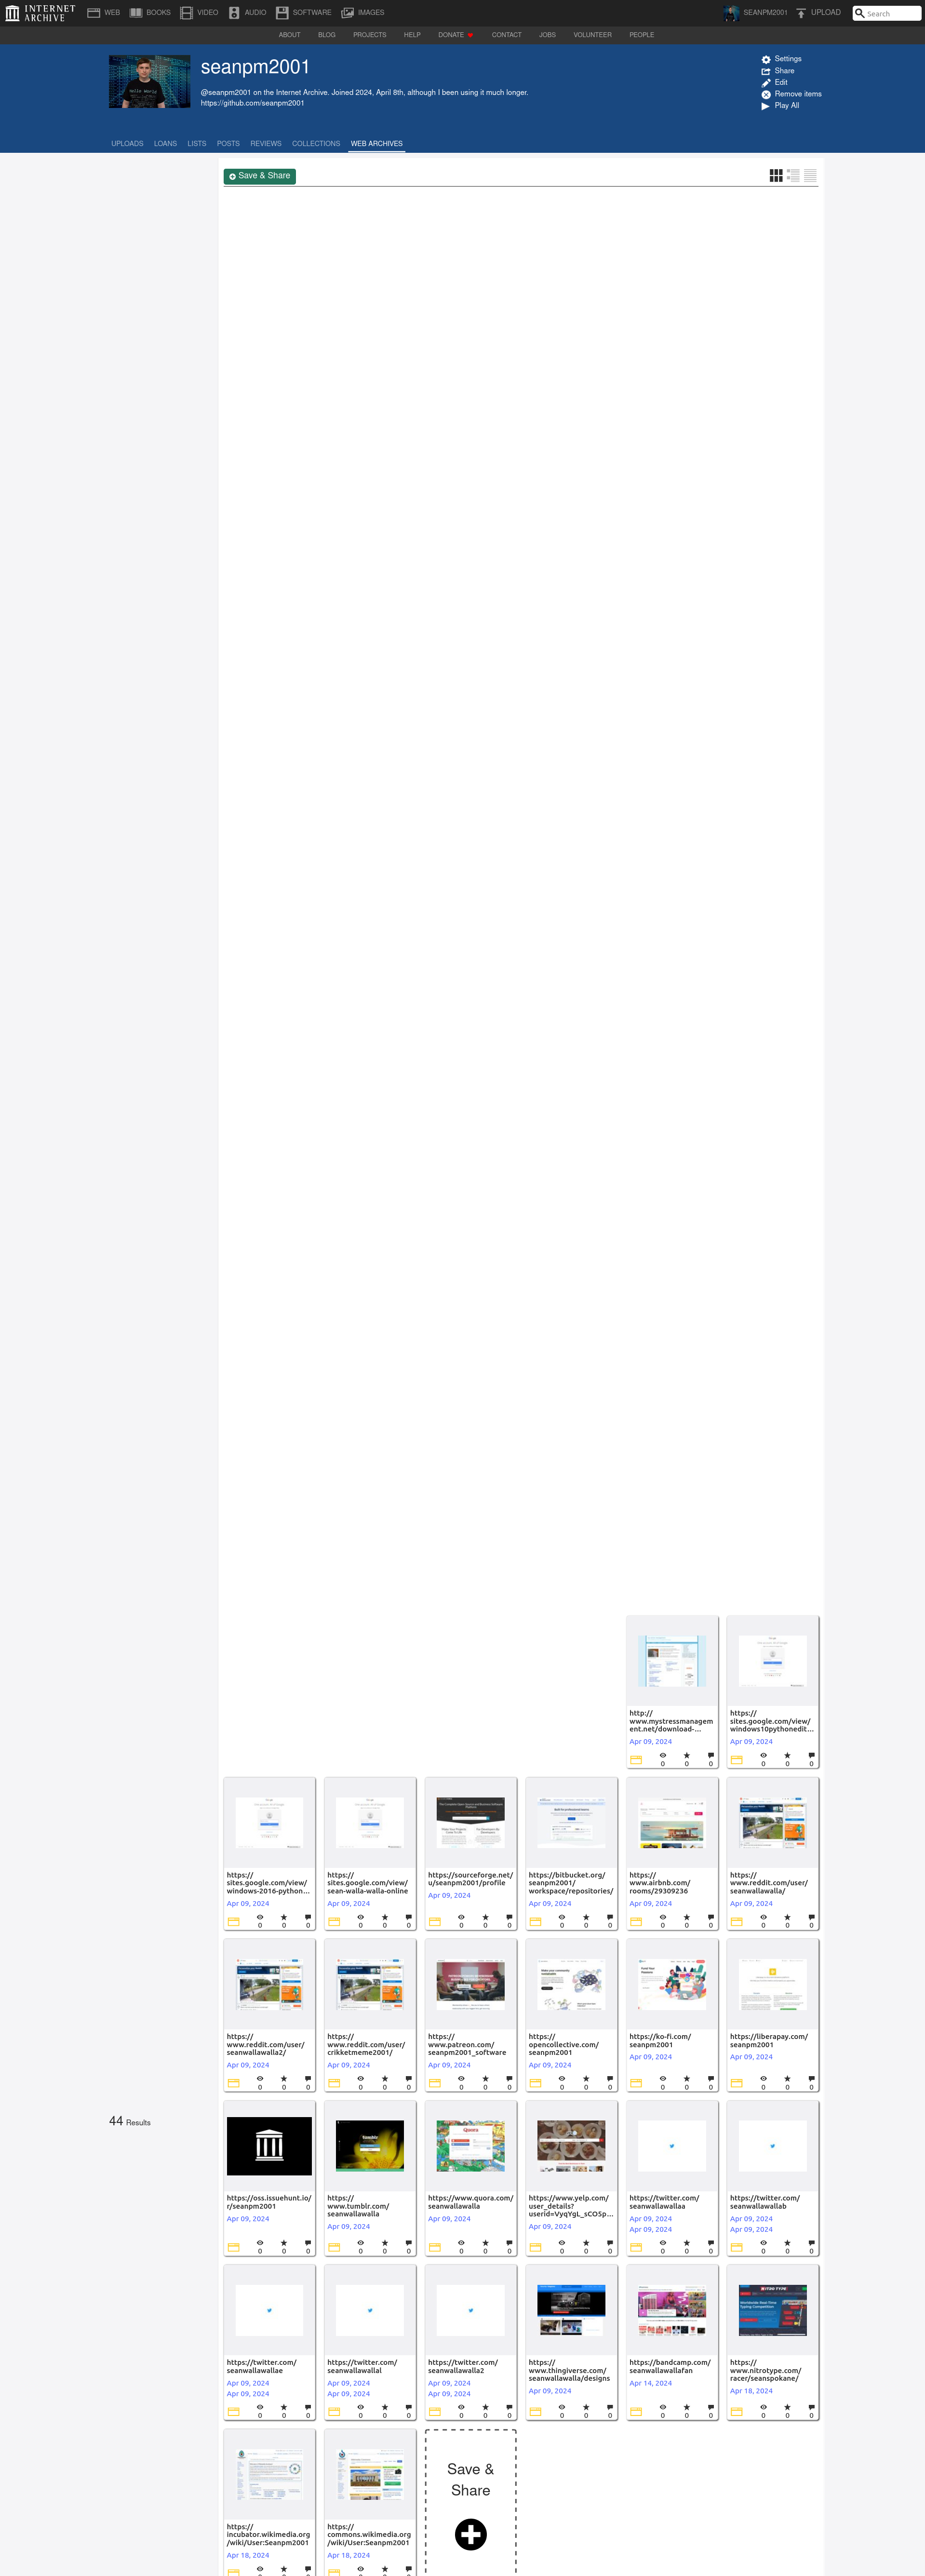 INTERNET ARCHIVE
WEB
BOOKS
VIDEO
AUDIO
SOFTWARE
IMAGES
SEANPM2001
UPLOAD
Search
ABOUT
BLOG
PROJECTS
HELP
DONATE
CONTACT
JOBS
VOLUNTEER
PEOPLE
seanpm2001
@seanpm2001 on the Internet Archive. Joined 2024, April 8th, although I been using it much longer.
https://github.com/seanpm2001
Settings
Share
Edit
Remove items
Play All
UPLOADS
LOANS
LISTS
POSTS
REVIEWS
COLLECTIONS
WEB ARCHIVES
Save & Share
44 Results
http://
www.mystressmanagem
ent.net/download-...
Apr 09, 2024
0 0 0
https://
sites.google.com/view/
windows10pythonedit...
Apr 09, 2024
0 0 0
https://
sites.google.com/view/
windows-2016-python...
Apr 09, 2024
0 0 0
https://
sites.google.com/view/
sean-walla-walla-online
Apr 09, 2024
0 0 0
https://sourceforge.net/
u/seanpm2001/profile
Apr 09, 2024
0 0 0
https://bitbucket.org/
seanpm2001/
workspace/repositories/
Apr 09, 2024
0 0 0
https://
www.airbnb.com/
rooms/29309236
Apr 09, 2024
0 0 0
https://
www.reddit.com/user/
seanwallawalla/
Apr 09, 2024
0 0 0
https://
www.reddit.com/user/
seanwallawalla2/
Apr 09, 2024
0 0 0
https://
www.reddit.com/user/
crikketmeme2001/
Apr 09, 2024
0 0 0
https://
www.patreon.com/
seanpm2001_software
Apr 09, 2024
0 0 0
https://
opencollective.com/
seanpm2001
Apr 09, 2024
0 0 0
https://ko-fi.com/
seanpm2001
Apr 09, 2024
0 0 0
https://liberapay.com/
seanpm2001
Apr 09, 2024
0 0 0
https://oss.issuehunt.io/
r/seanpm2001
Apr 09, 2024
0 0 0
https://
www.tumblr.com/
seanwallawalla
Apr 09, 2024
0 0 0
Quora
https://www.quora.com/
seanwallawalla
Apr 09, 2024
0 0 0
https://www.yelp.com/
user_details?
userid=VyqYgL_sCO5p...
Apr 09, 2024
0 0 0
https://twitter.com/
seanwallawallaa
Apr 09, 2024
Apr 09, 2024
0 0 0
https://twitter.com/
seanwallawallab
Apr 09, 2024
Apr 09, 2024
0 0 0
https://twitter.com/
seanwallawallae
Apr 09, 2024
Apr 09, 2024
0 0 0
https://twitter.com/
seanwallawallal
Apr 09, 2024
Apr 09, 2024
0 0 0
https://twitter.com/
seanwallawalla2
Apr 09, 2024
Apr 09, 2024
0 0 0
https://
www.thingiverse.com/
seanwallawalla/designs
Apr 09, 2024
0 0 0
https://bandcamp.com/
seanwallawallafan
Apr 14, 2024
0 0 0
https://
www.nitrotype.com/
racer/seanspokane/
Apr 18, 2024
0 0 0
https://
incubator.wikimedia.org
/wiki/User:Seanpm2001
Apr 18, 2024
https://
commons.wikimedia.org
/wiki/User:Seanpm2001
Apr 18, 2024
Save &
Share